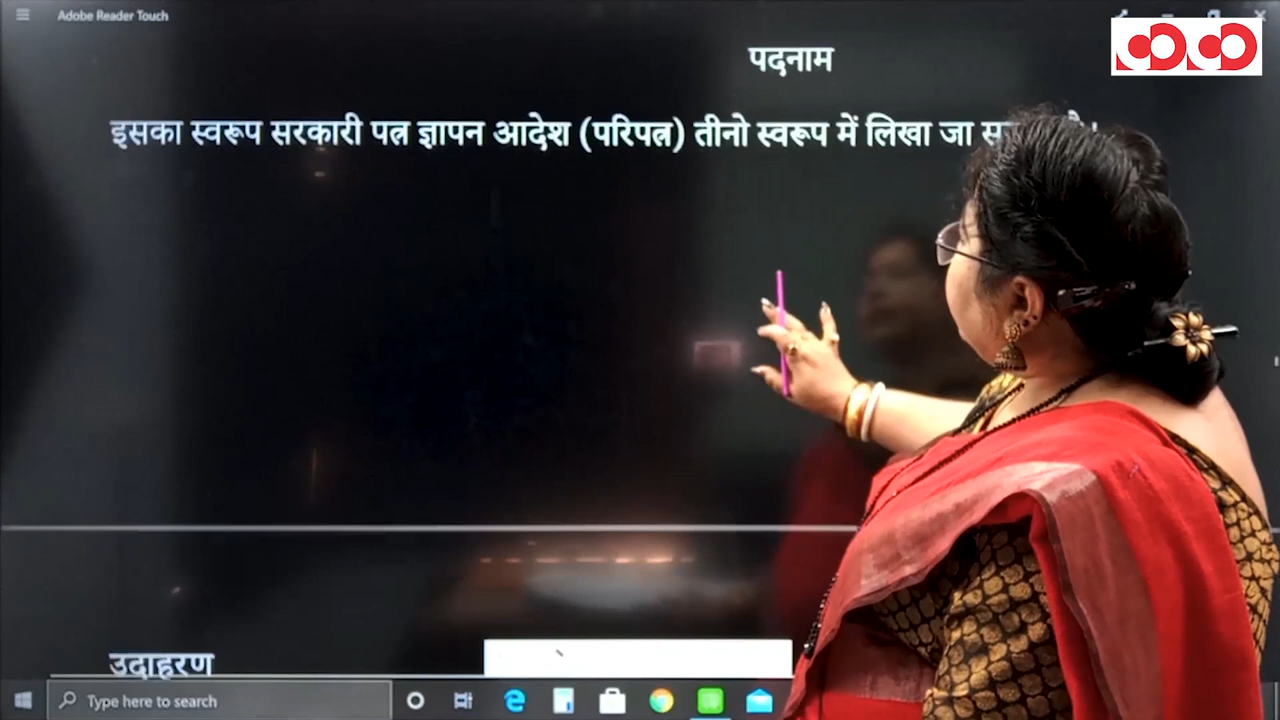 Adobe Reader Touch
पदनाम
इसका स्वरूप सरकारी पत्र ज्ञापन आदेश (परिपत्र) तीनो स्वरूप में लिखा जा
उदाहरण
Type here to search